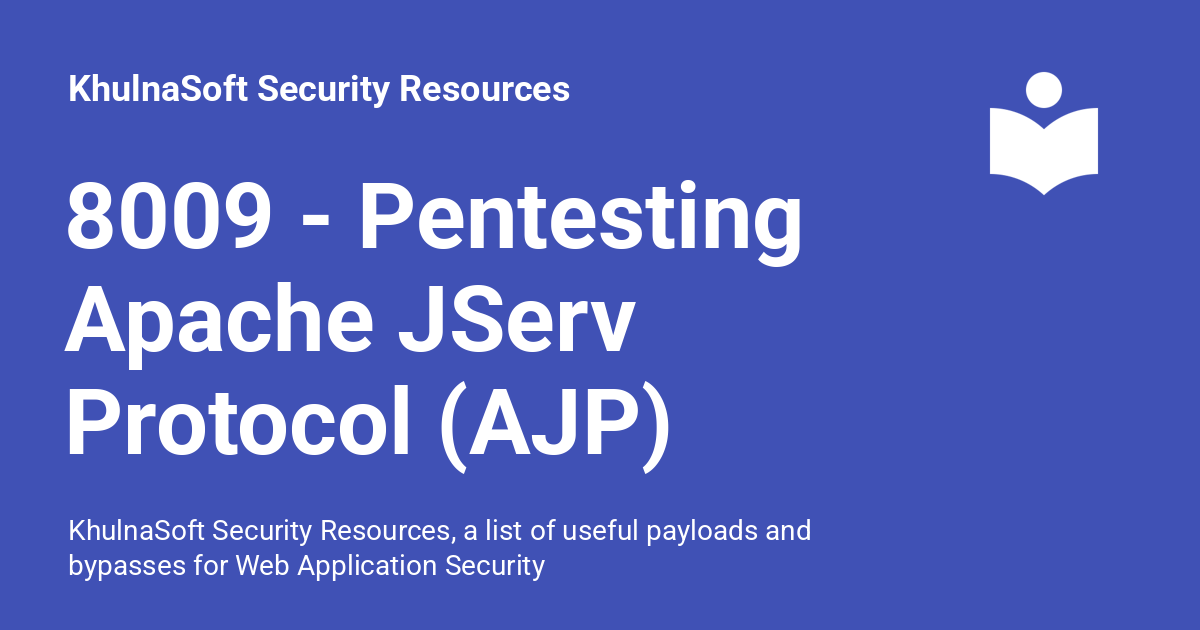 KhulnaSoft Security Resources
8009 - Pentesting
Apache JServ
Protocol (AJP)
KhulnaSoft Security Resources, a list of useful payloads and
bypasses for Web Application Security